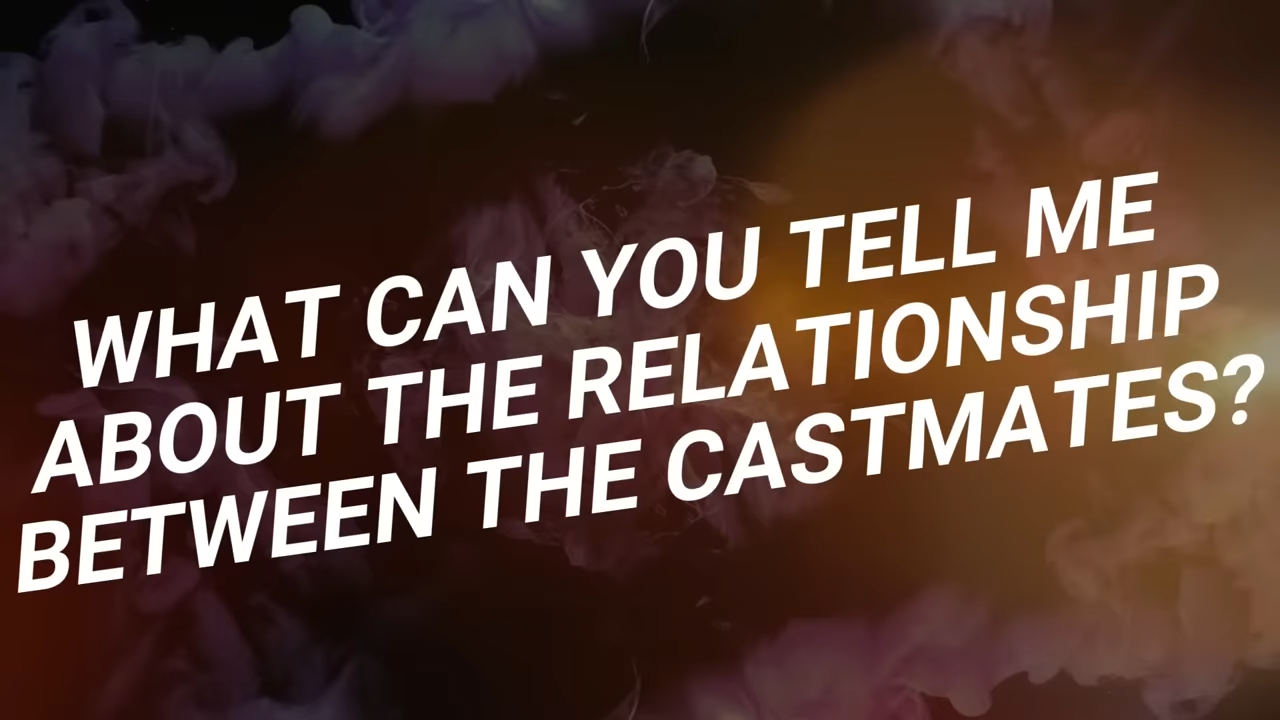 WHAT CAN YOU TELL ME
ABOUT THE RELATIONSHIP
BETWEEN THE CASTMATES?